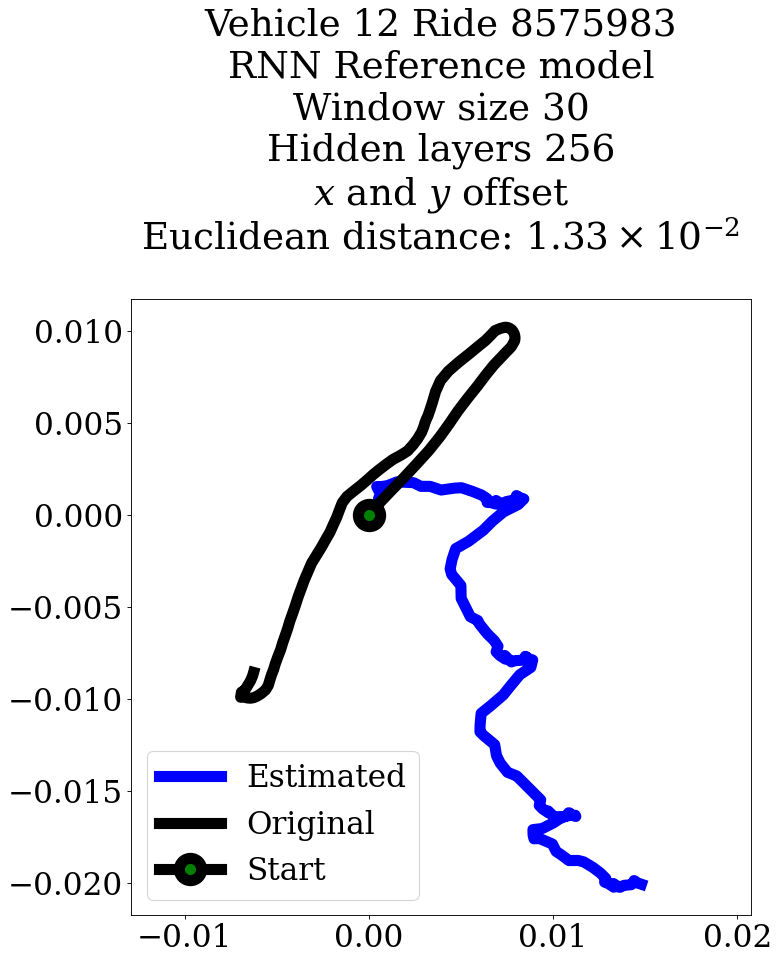 Vehicle 12 Ride 8575983
RNN Reference model
Window size 30
Hidden layers 256
x and y offset
Euclidean distance: 1.33 × 10⁻²
0.010
0.005
0.000
−0.005
−0.010
−0.015
−0.020
Estimated
Original
Start
−0.01
0.00
0.01
0.02